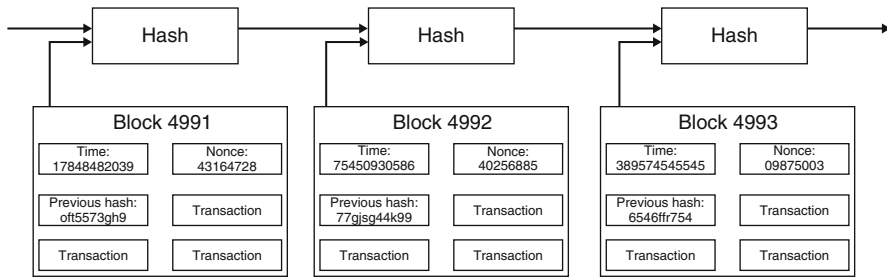 Hash
Hash
Hash
Block 4991
Time:
17848482039
Nonce:
43164728
Previous hash:
oft5573gh9
Transaction
Transaction
Transaction
Block 4992
Time:
75450930586
Nonce:
40256885
Previous hash:
77gjsg44k99
Transaction
Transaction
Transaction
Block 4993
Time:
389574545545
Nonce:
09875003
Previous hash:
6546ffr754
Transaction
Transaction
Transaction